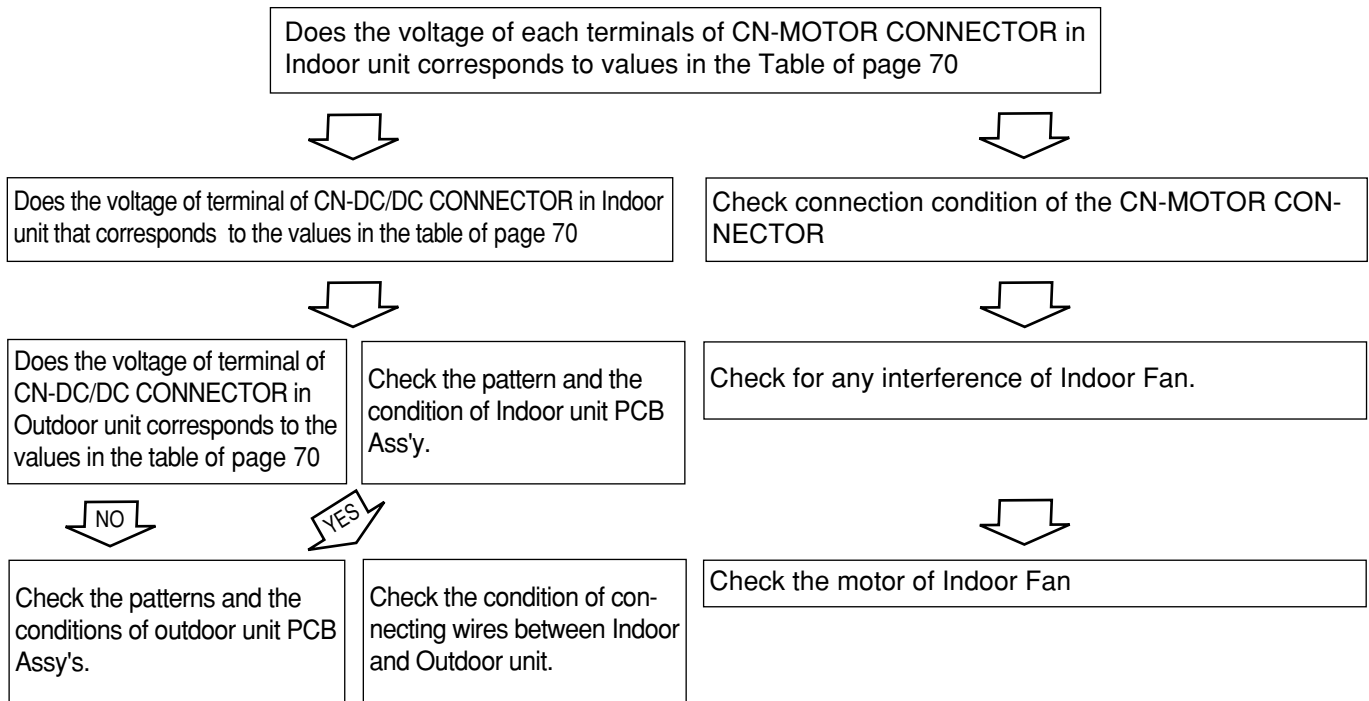 Does the voltage of each terminals of CN-MOTOR CONNECTOR in
Indoor unit corresponds to values in the Table of page 70
Does the voltage of terminal of CN-DC/DC CONNECTOR in Indoor
unit that corresponds to the values in the table of page 70
Check connection condition of the CN-MOTOR CON-
NECTOR
Does the voltage of terminal of
CN-DC/DC CONNECTOR in
Outdoor unit corresponds to the
values in the table of page 70
Check the pattern and the
condition of Indoor unit PCB
Ass'y.
Check for any interference of Indoor Fan.
NO
YES
Check the patterns and the
conditions of outdoor unit PCB
Assy's.
Check the condition of con-
necting wires between Indoor
and Outdoor unit.
Check the motor of Indoor Fan